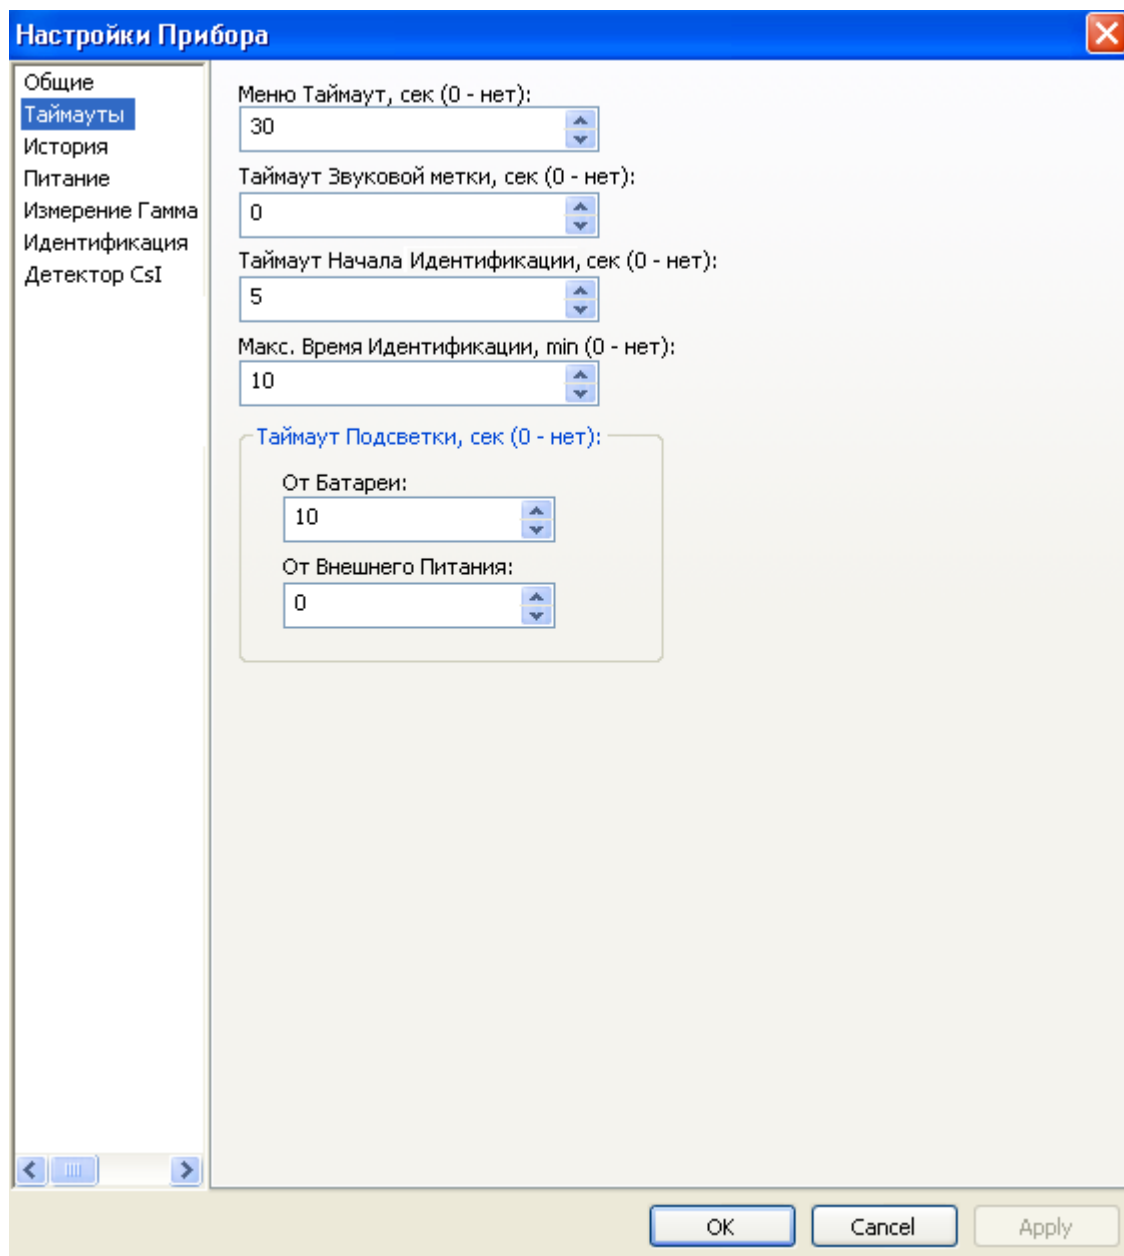 Настройки Прибора
Общие
Таймауты
История
Питание
Измерение Гамма
Идентификация
Детектор CsI
Меню Таймаут, сек (0 - нет):
30
Таймаут Звуковой метки, сек (0 - нет):
0
Таймаут Начала Идентификации, сек (0 - нет):
5
Макс. Время Идентификации, min (0 - нет):
10
Таймаут Подсветки, сек (0 - нет):
От Батареи:
10
От Внешнего Питания:
0
OK Cancel Apply